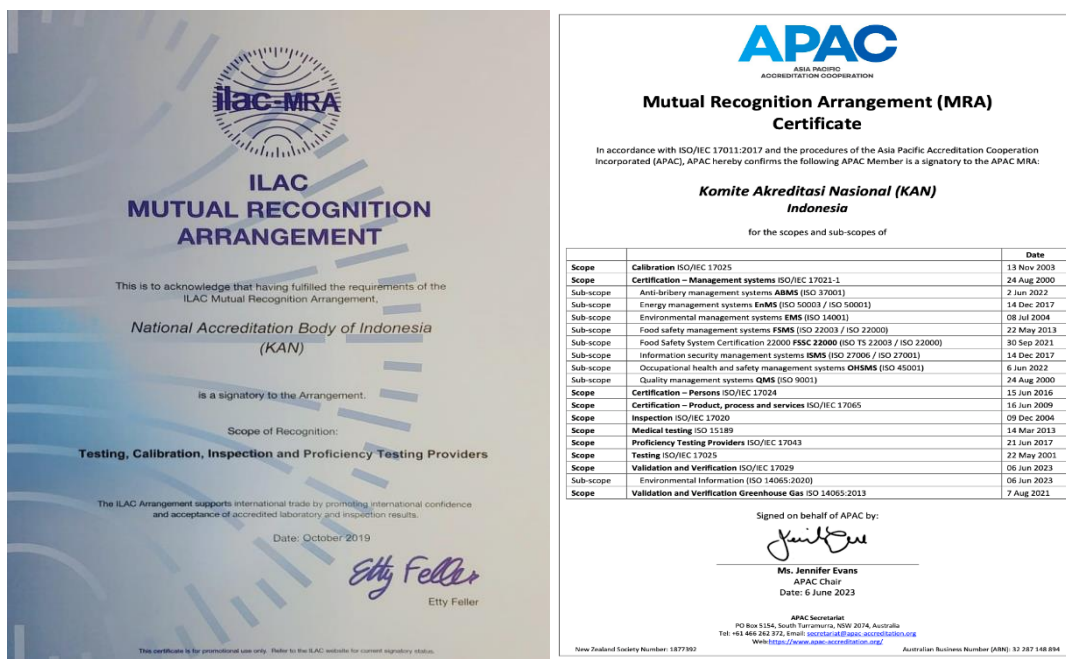 ilac-MRA
ILAC
MUTUAL RECOGNITION
ARRANGEMENT
This is to acknowledge that having fulfilled the requirements of the
ILAC Mutual Recognition Arrangement,
National Accreditation Body of Indonesia
(KAN)
is a signatory to the Arrangement.
Scope of Recognition:
Testing, Calibration, Inspection and Proficiency Testing Providers
The ILAC Arrangement supports international trade by promoting international confidence
and acceptance of accredited laboratory and inspection results.
Date: October 2019
Etty Feller
Etty Feller
This certificate is for promotional use only. Refer to the ILAC website for current signatory status.
APAC
ASIA PACIFIC
ACCREDITATION COOPERATION
Mutual Recognition Arrangement (MRA)
Certificate
In accordance with ISO/IEC 17011:2017 and the procedures of the Asia Pacific Accreditation Cooperation
Incorporated (APAC), APAC hereby confirms the following APAC Member is a signatory to the APAC MRA:
Komite Akreditasi Nasional (KAN)
Indonesia
for the scopes and sub-scopes of
Date
Scope Calibration ISO/IEC 17025 13 Nov 2003
Scope Certification – Management systems ISO/IEC 17021-1 24 Aug 2000
Sub-scope Anti-bribery management systems ABMS (ISO 37001) 2 Jun 2022
Sub-scope Energy management systems EnMS (ISO 50003 / ISO 50001) 14 Dec 2017
Sub-scope Environmental management systems EMS (ISO 14001) 08 Jul 2004
Sub-scope Food safety management systems FSMS (ISO 22003 / ISO 22000) 22 May 2013
Sub-scope Food Safety System Certification 22000 FSSC 22000 (ISO TS 22003 / ISO 22000) 30 Sep 2021
Sub-scope Information security management systems ISMS (ISO 27006 / ISO 27001) 14 Dec 2017
Sub-scope Occupational health and safety management systems OHSMS (ISO 45001) 6 Jun 2022
Sub-scope Quality management systems QMS (ISO 9001) 24 Aug 2000
Scope Certification – Persons ISO/IEC 17024 15 Jun 2016
Scope Certification – Product, process and services ISO/IEC 17065 16 Jun 2009
Scope Inspection ISO/IEC 17020 09 Dec 2004
Scope Medical testing ISO 15189 14 Mar 2013
Scope Proficiency Testing Providers ISO/IEC 17043 21 Jun 2017
Scope Testing ISO/IEC 17025 22 May 2001
Scope Validation and Verification ISO/IEC 17029 06 Jun 2023
Sub-scope Environmental Information (ISO 14065:2020) 06 Jun 2023
Scope Validation and Verification Greenhouse Gas ISO 14065:2013 7 Aug 2021
Signed on behalf of APAC by:
Ms. Jennifer Evans
APAC Chair
Date: 6 June 2023
APAC Secretariat
PO Box 5154, South Turramurra, NSW 2074, Australia
Tel: +61 466 262 372, Email: secretariat@apac-accreditation.org
Web:https://www.apac-accreditation.org/
New Zealand Society Number: 1877392 Australian Business Number (ABN): 32 287 148 894